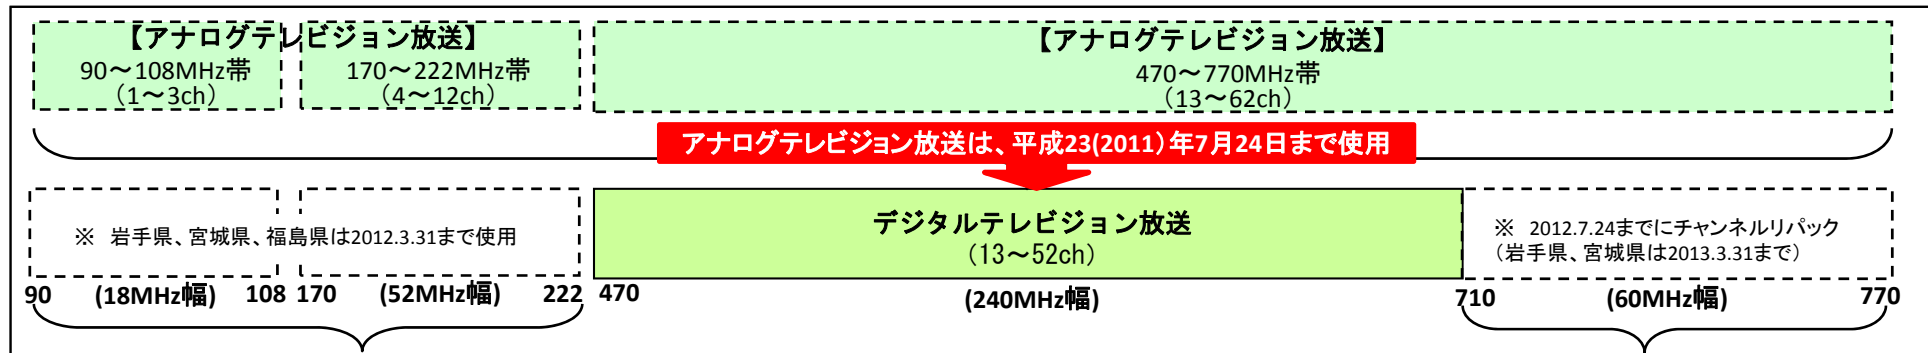 【アナログテレビジョン放送】
90～108MHz帯
（1～3ch）
170～222MHz帯
（4～12ch）
【アナログテレビジョン放送】
470～770MHz帯
（13～62ch）
アナログテレビジョン放送は、平成23(2011）年7月24日まで使用
※ 岩手県、宮城県、福島県は2012.3.31まで使用
デジタルテレビジョン放送
（13～52ch）
※ 2012.7.24までにチャンネルリパック
（岩手県、宮城県は2013.3.31まで）
90 (18MHz幅) 108 170 (52MHz幅) 222 470 (240MHz幅) 710 (60MHz幅) 770